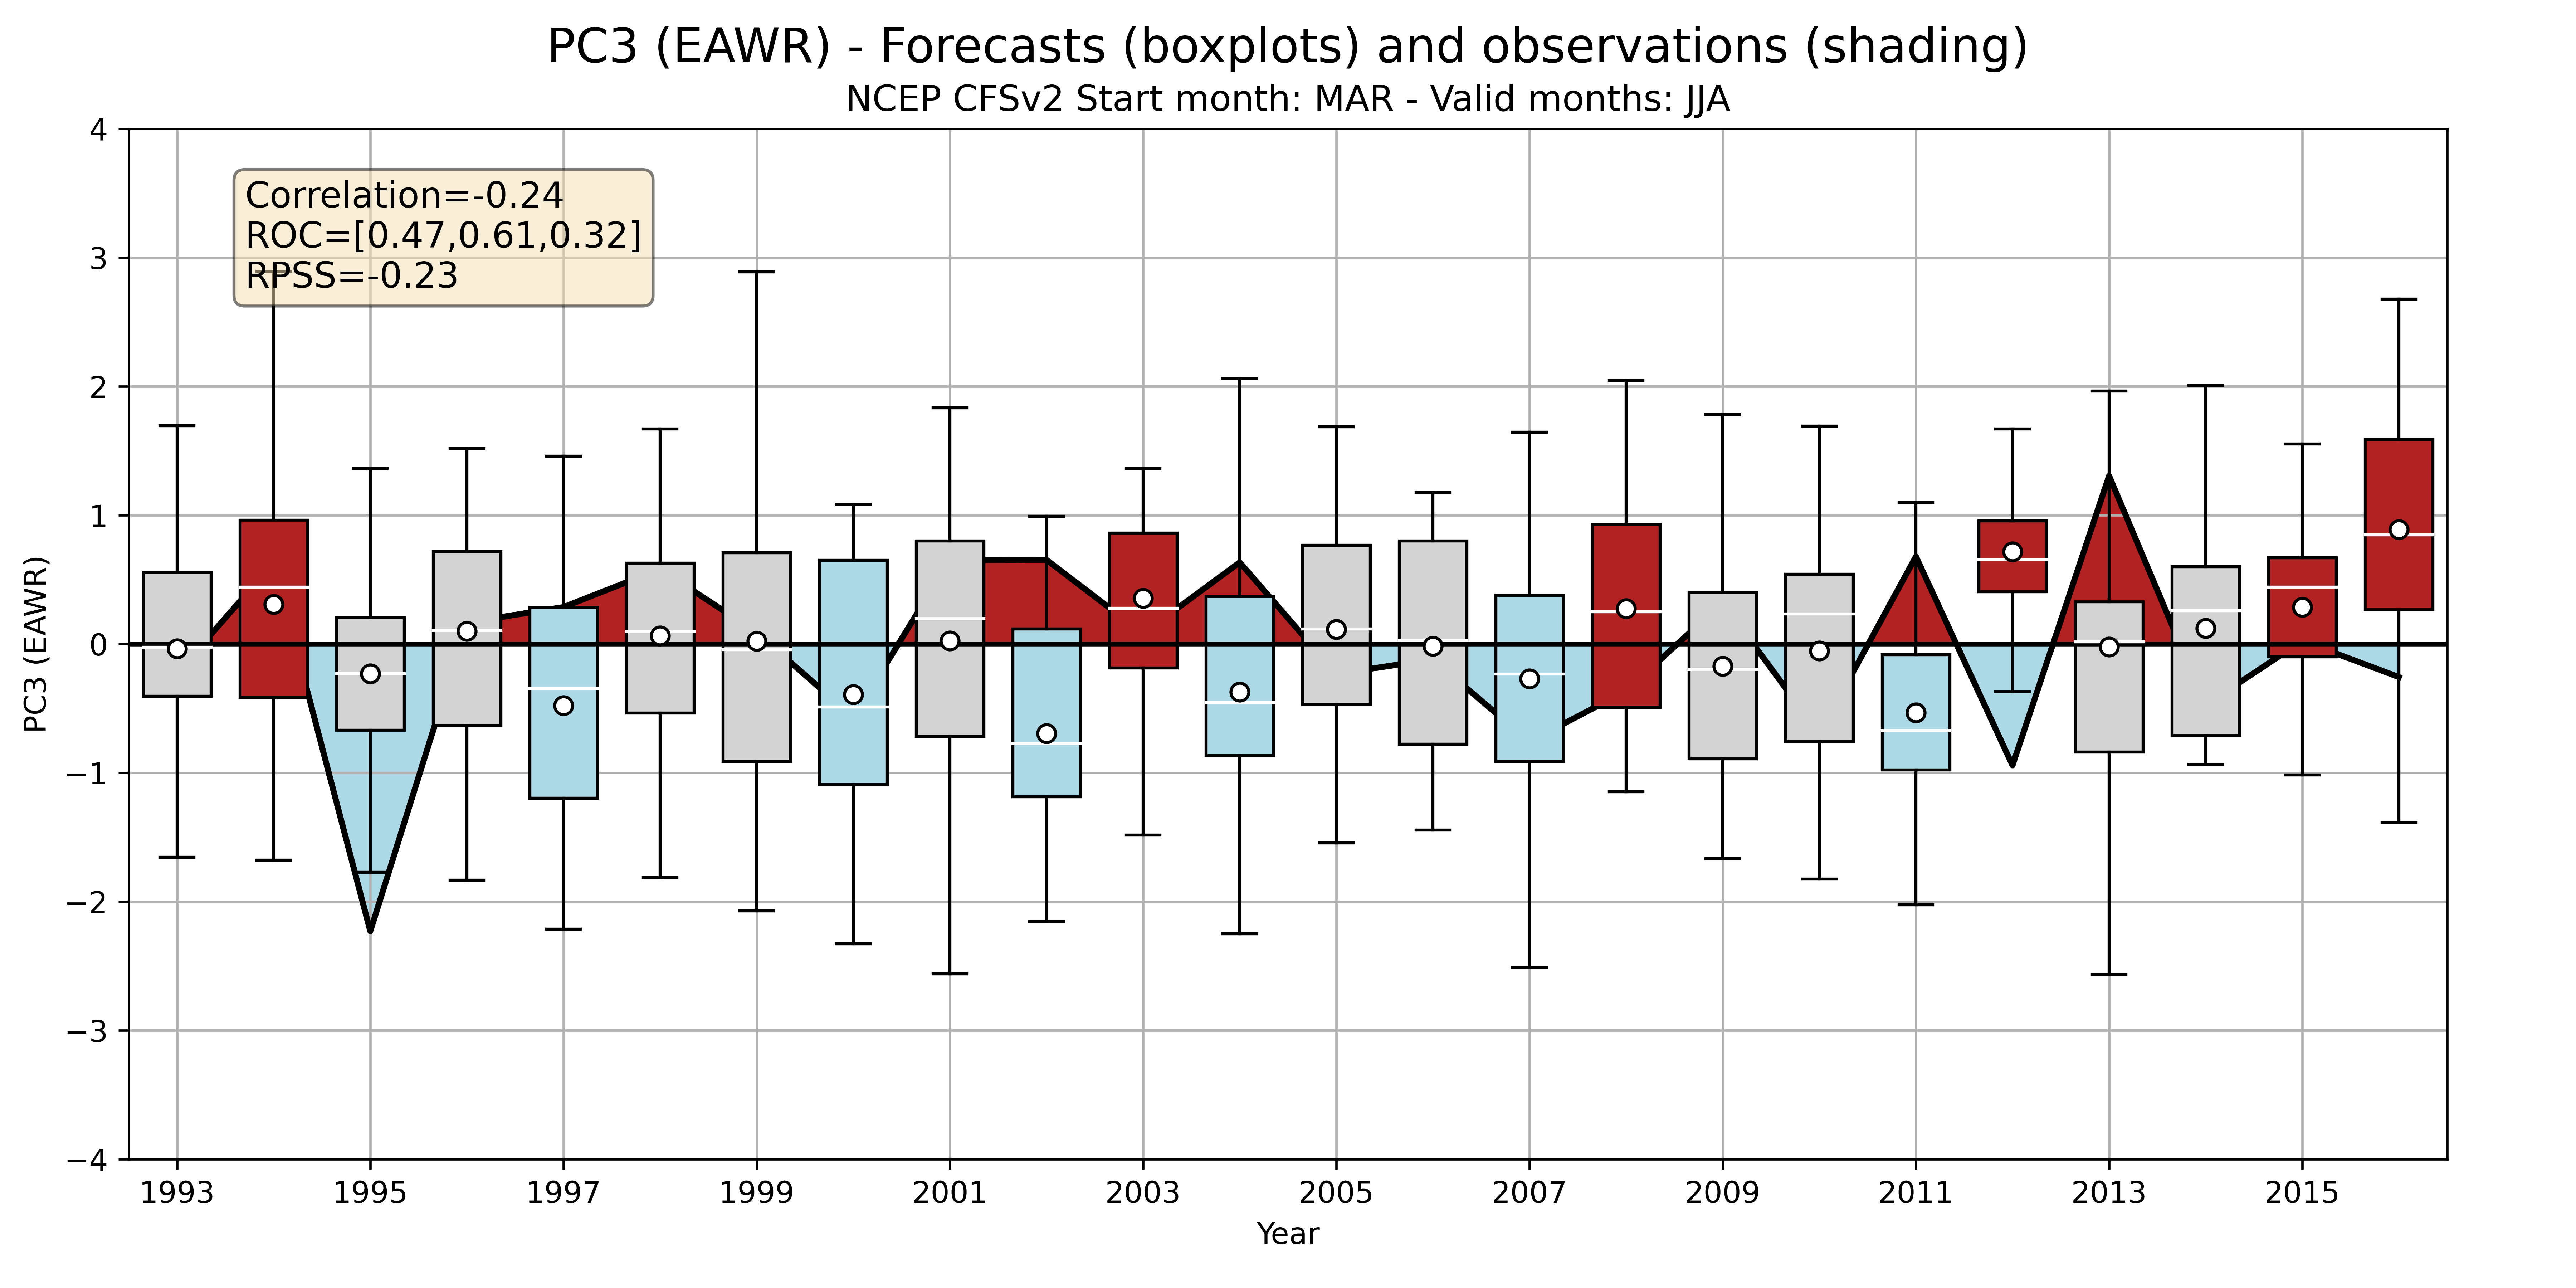 PC3 (EAWR) - Forecasts (boxplots) and observations (shading)
NCEP CFSv2 Start month: MAR - Valid months: JJA
Correlation=-0.24
ROC=[0.47,0.61,0.32]
RPSS=-0.23
PC3 (EAWR)
4
3
2
1
0
−1
−2
−3
−4
1993 1995 1997 1999 2001 2003 2005 2007 2009 2011 2013 2015
Year